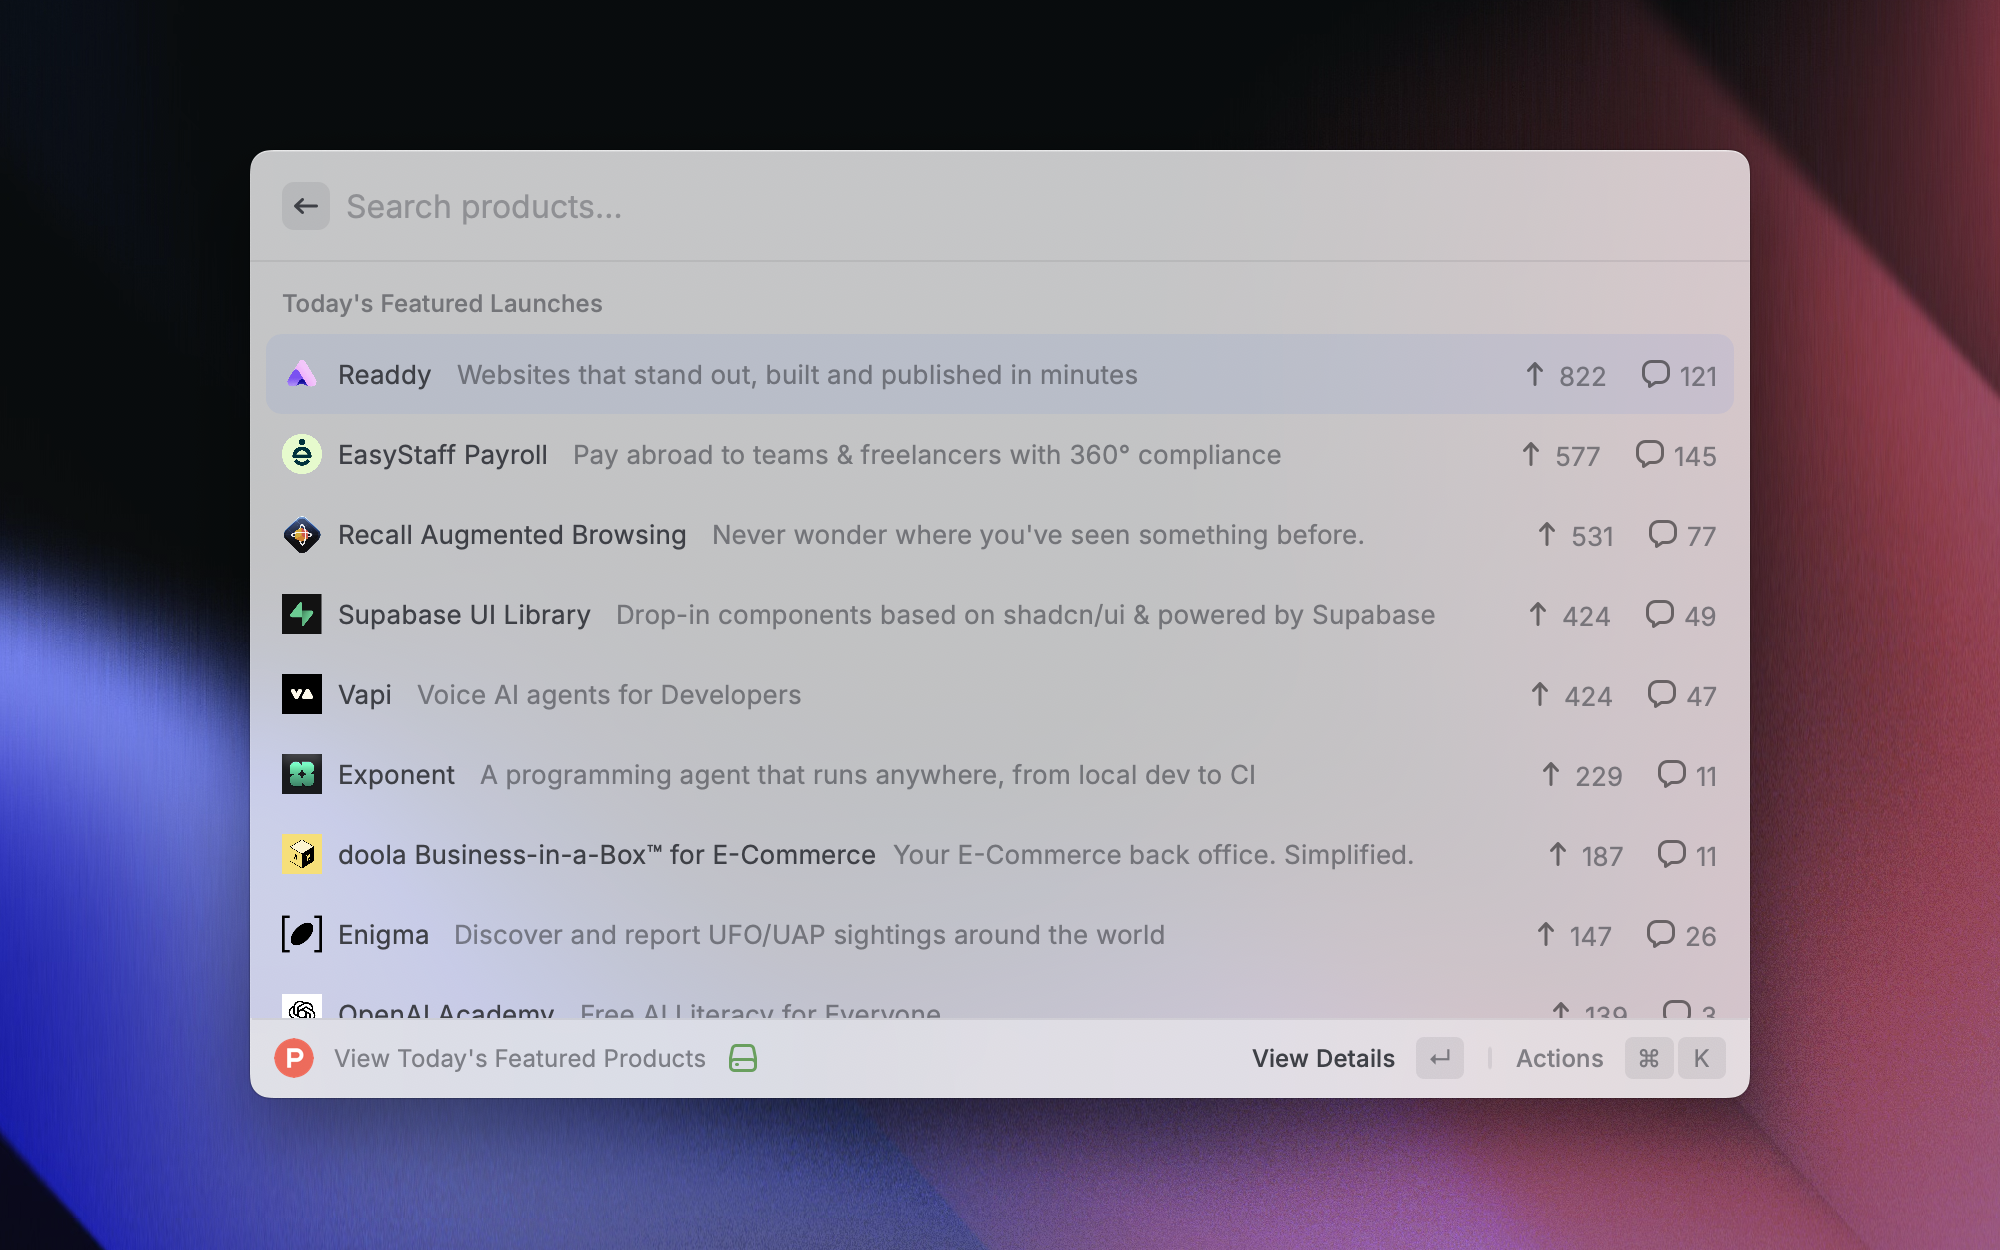 Search products...
Today's Featured Launches
Readdy Websites that stand out, built and published in minutes 822 121
EasyStaff Payroll Pay abroad to teams & freelancers with 360° compliance 577 145
Recall Augmented Browsing Never wonder where you've seen something before. 531 77
Supabase UI Library Drop-in components based on shadcn/ui & powered by Supabase 424 49
Vapi Voice AI agents for Developers 424 47
Exponent A programming agent that runs anywhere, from local dev to CI 229 11
doola Business-in-a-Box™ for E-Commerce Your E-Commerce back office. Simplified. 187 11
Enigma Discover and report UFO/UAP sightings around the world 147 26
OpenAI Academy Free AI Literacy for Everyone 139 3
P View Today's Featured Products View Details ↵ Actions ⌘ K